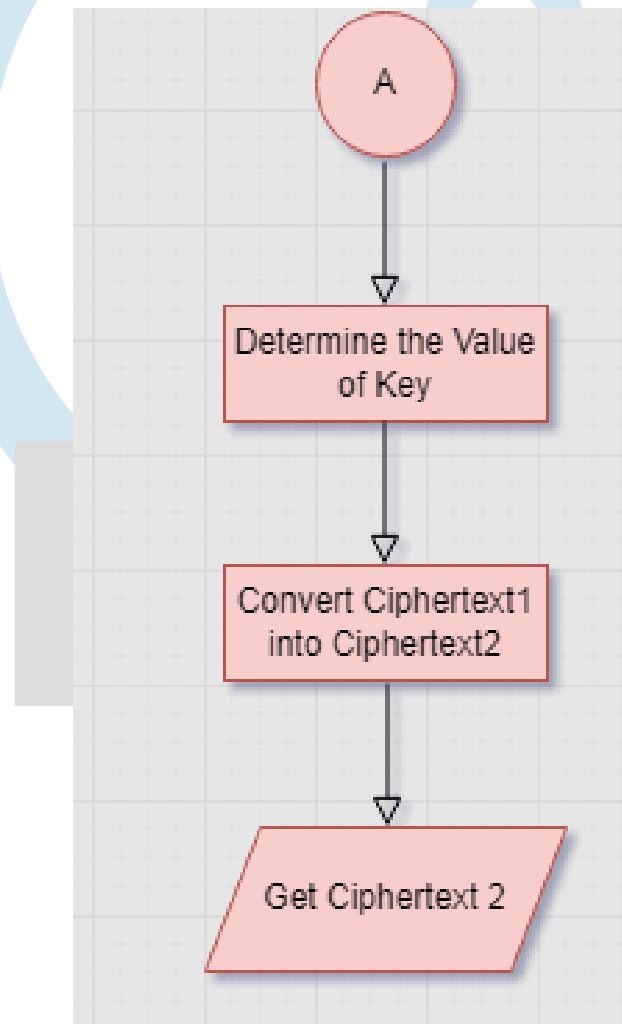 A
Determine the Value
of Key
Convert Ciphertext1
into Ciphertext2
Get Ciphertext 2